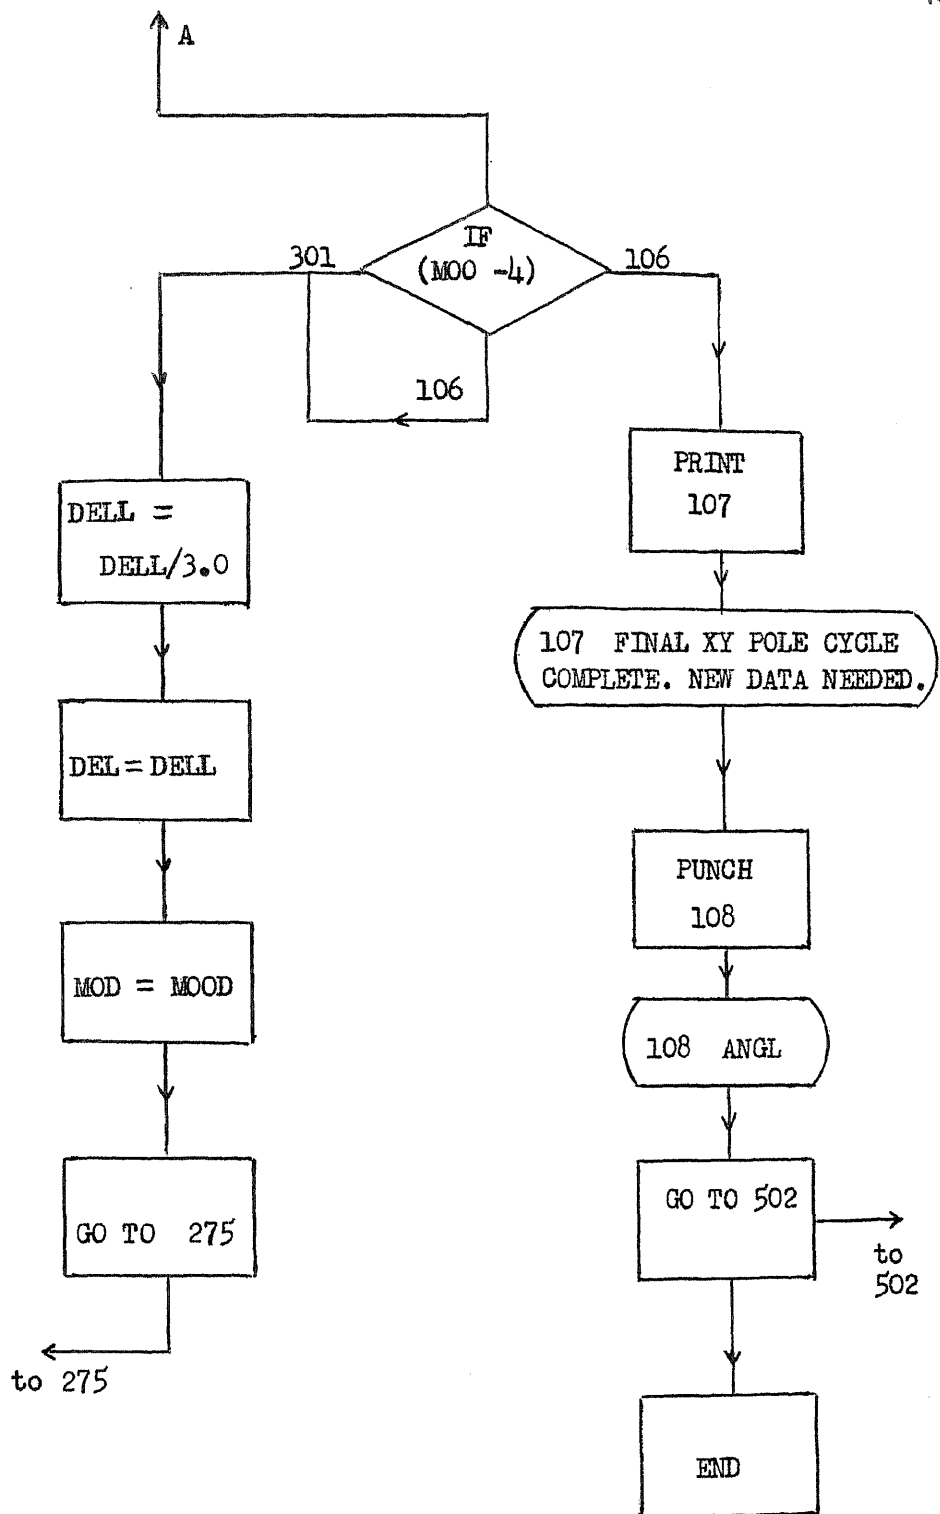 A
IF
(MOO -4)
301
106
106
DELL =
DELL/3.0
DEL = DELL
MOD = MOOD
GO TO 275
to 275
PRINT
107
107 FINAL XY POLE CYCLE
COMPLETE. NEW DATA NEEDED.
PUNCH
108
108 ANGL
GO TO 502
to
502
END